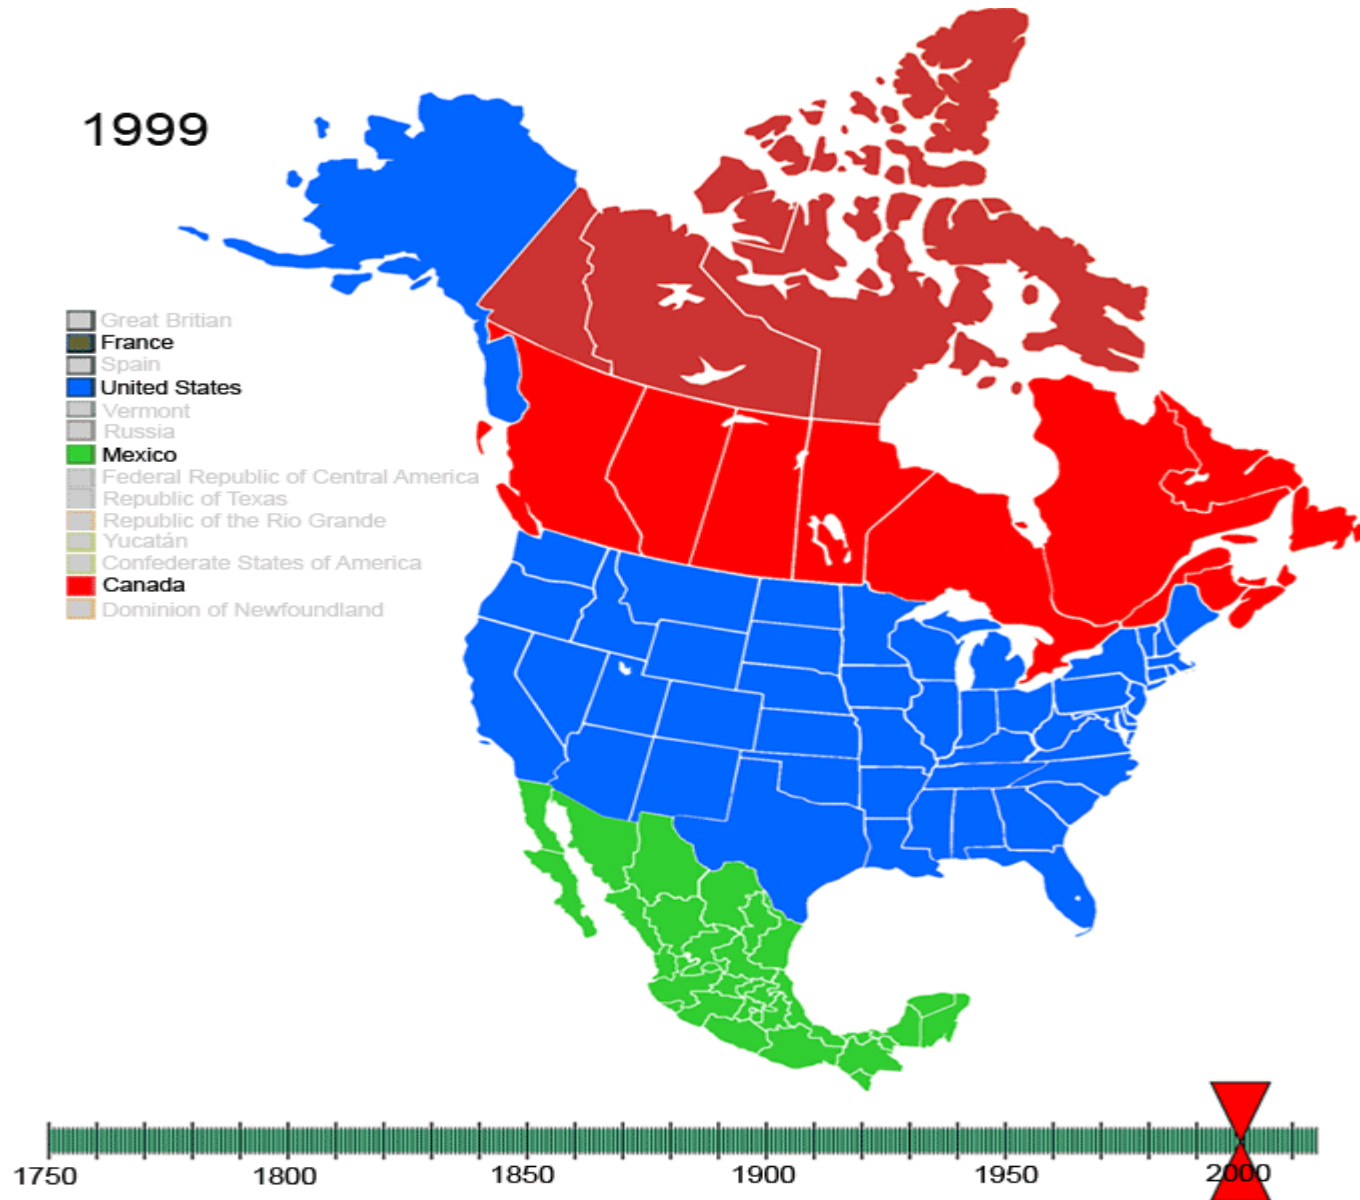 1999
Great Britian
France
Spain
United States
Vermont
Russia
Mexico
Federal Republic of Central America
Republic of Texas
Republic of the Rio Grande
Yucatán
Confederate States of America
Canada
Dominion of Newfoundland
1750 1800 1850 1900 1950 2000